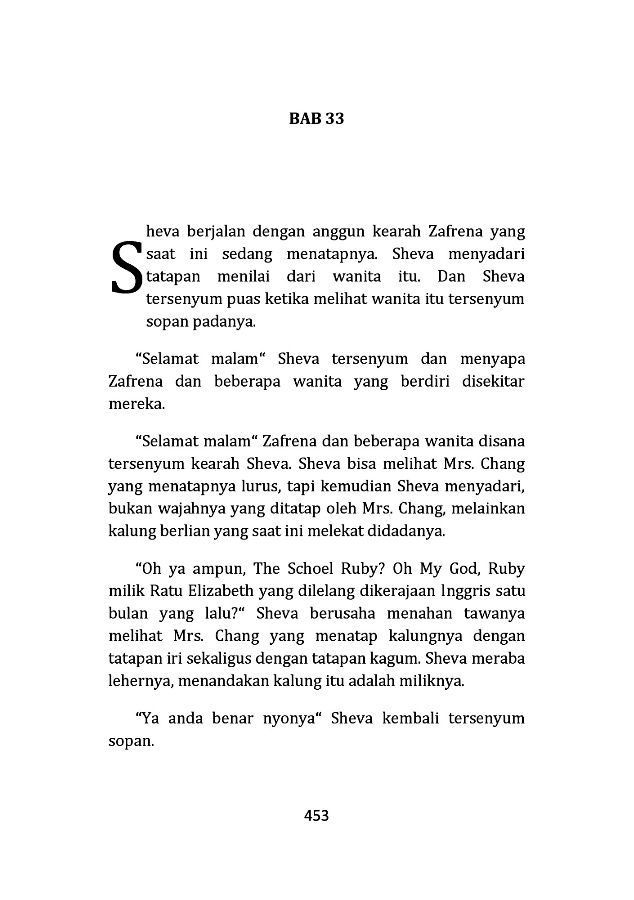 BAB 33
Sheva berjalan dengan anggun kearah Zafrena yang
saat ini sedang menatapnya. Sheva menyadari
tatapan menilai dari wanita itu. Dan Sheva
tersenyum puas ketika melihat wanita itu tersenyum
sopan padanya.
“Selamat malam“ Sheva tersenyum dan menyapa
Zafrena dan beberapa wanita yang berdiri disekitar
mereka.
“Selamat malam“ Zafrena dan beberapa wanita disana
tersenyum kearah Sheva. Sheva bisa melihat Mrs. Chang
yang menatapnya lurus, tapi kemudian Sheva menyadari,
bukan wajahnya yang ditatap oleh Mrs. Chang, melainkan
kalung berlian yang saat ini melekat didadanya.
“Oh ya ampun, The Schoel Ruby? Oh My God, Ruby
milik Ratu Elizabeth yang dilelang dikerajaan Inggris satu
bulan yang lalu?“ Sheva berusaha menahan tawanya
melihat Mrs. Chang yang menatap kalungnya dengan
tatapan iri sekaligus dengan tatapan kagum. Sheva meraba
lehernya, menandakan kalung itu adalah miliknya.
“Ya anda benar nyonya“ Sheva kembali tersenyum
sopan.
453